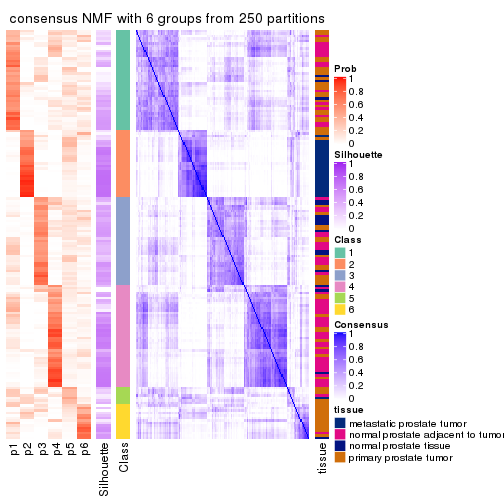 consensus NMF with 6 groups from 250 partitions
Prob
1
0.8
0.6
0.4
0.2
0
Silhouette
1
0.8
0.6
0.4
0.2
0
Class
1
2
3
4
5
6
Consensus
1
0.8
0.6
0.4
0.2
0
tissue
metastatic prostate tumor
normal prostate adjacent to tumor
normal prostate tissue
primary prostate tumor
p1
p2
p3
p4
p5
p6
Silhouette
Class
tissue